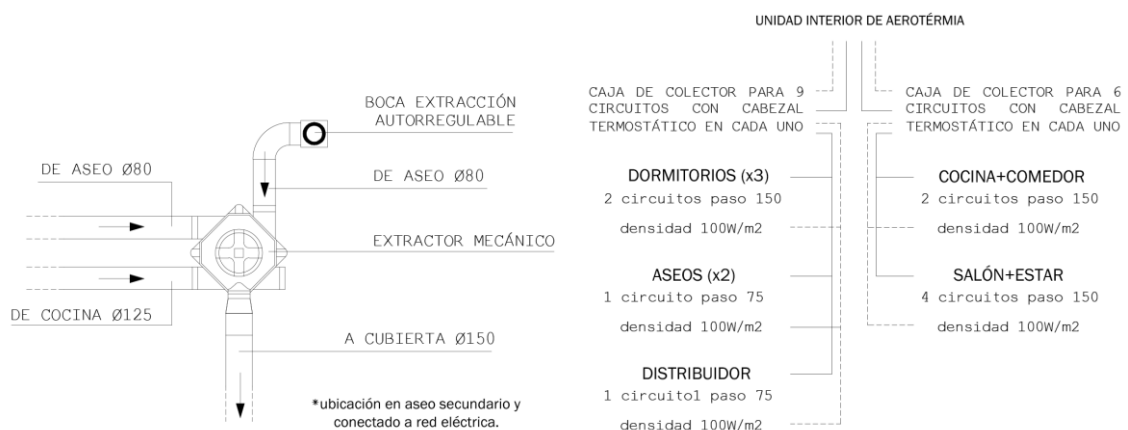 BOCA EXTRACCIÓN
AUTORREGULABLE
DE ASEO Ø80
DE ASEO Ø80
EXTRACTOR MECÁNICO
DE COCINA Ø125
A CUBIERTA Ø150
*ubicación en aseo secundario y
conectado a red eléctrica.
UNIDAD INTERIOR DE AEROTÉRMIA
CAJA DE COLECTOR PARA 9
CIRCUITOS CON CABEZAL
TERMOSTÁTICO EN CADA UNO
DORMITORIOS (x3)
2 circuitos paso 150
densidad 100W/m2
ASEOS (x2)
1 circuito paso 75
densidad 100W/m2
DISTRIBUIDOR
1 circuito1 paso 75
densidad 100W/m2
CAJA DE COLECTOR PARA 6
CIRCUITOS CON CABEZAL
TERMOSTÁTICO EN CADA UNO
COCINA+COMEDOR
2 circuitos paso 150
densidad 100W/m2
SALÓN+ESTAR
4 circuitos paso 150
densidad 100W/m2